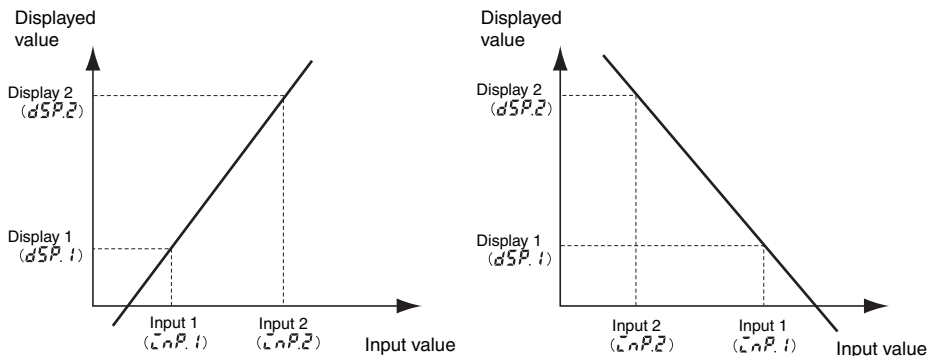 Displayed
value
Display 2
(dSP.2)
Display 1
(dSP.1)
Input 1
(inP.1)
Input 2
(inP.2)
Input value
Displayed
value
Display 2
(dSP.2)
Display 1
(dSP.1)
Input 2
(inP.2)
Input 1
(inP.1)
Input value